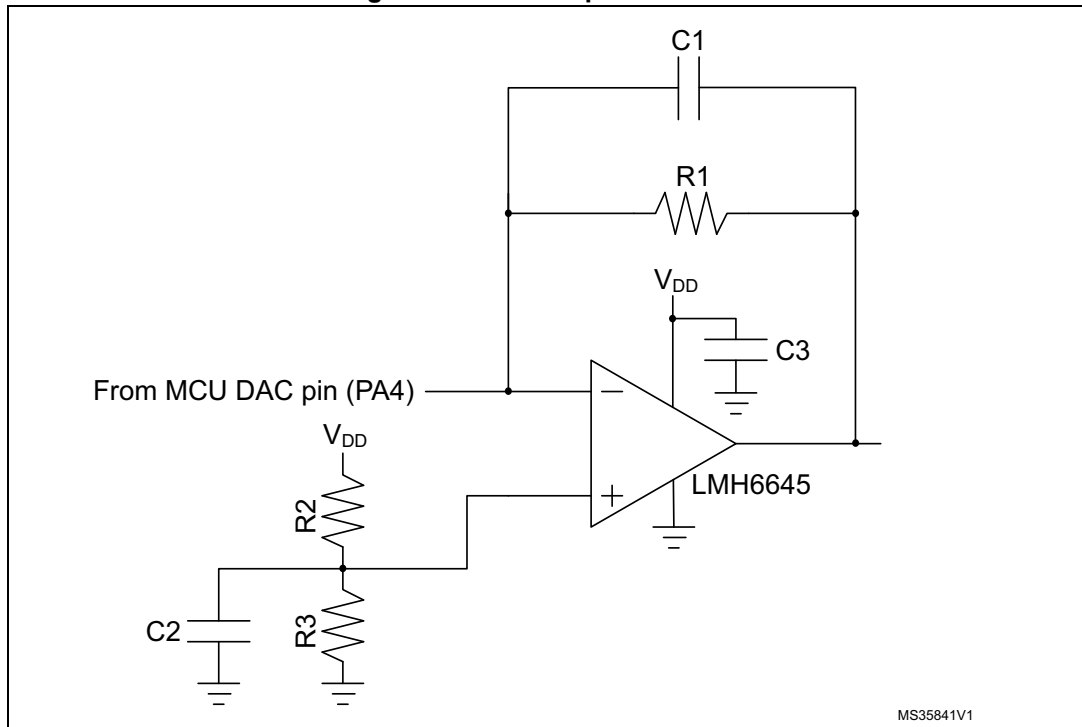 C1
R1
VDD
C3
From MCU DAC pin (PA4)
−
VDD
LMH6645
+
R2
C2
R3
MS35841V1